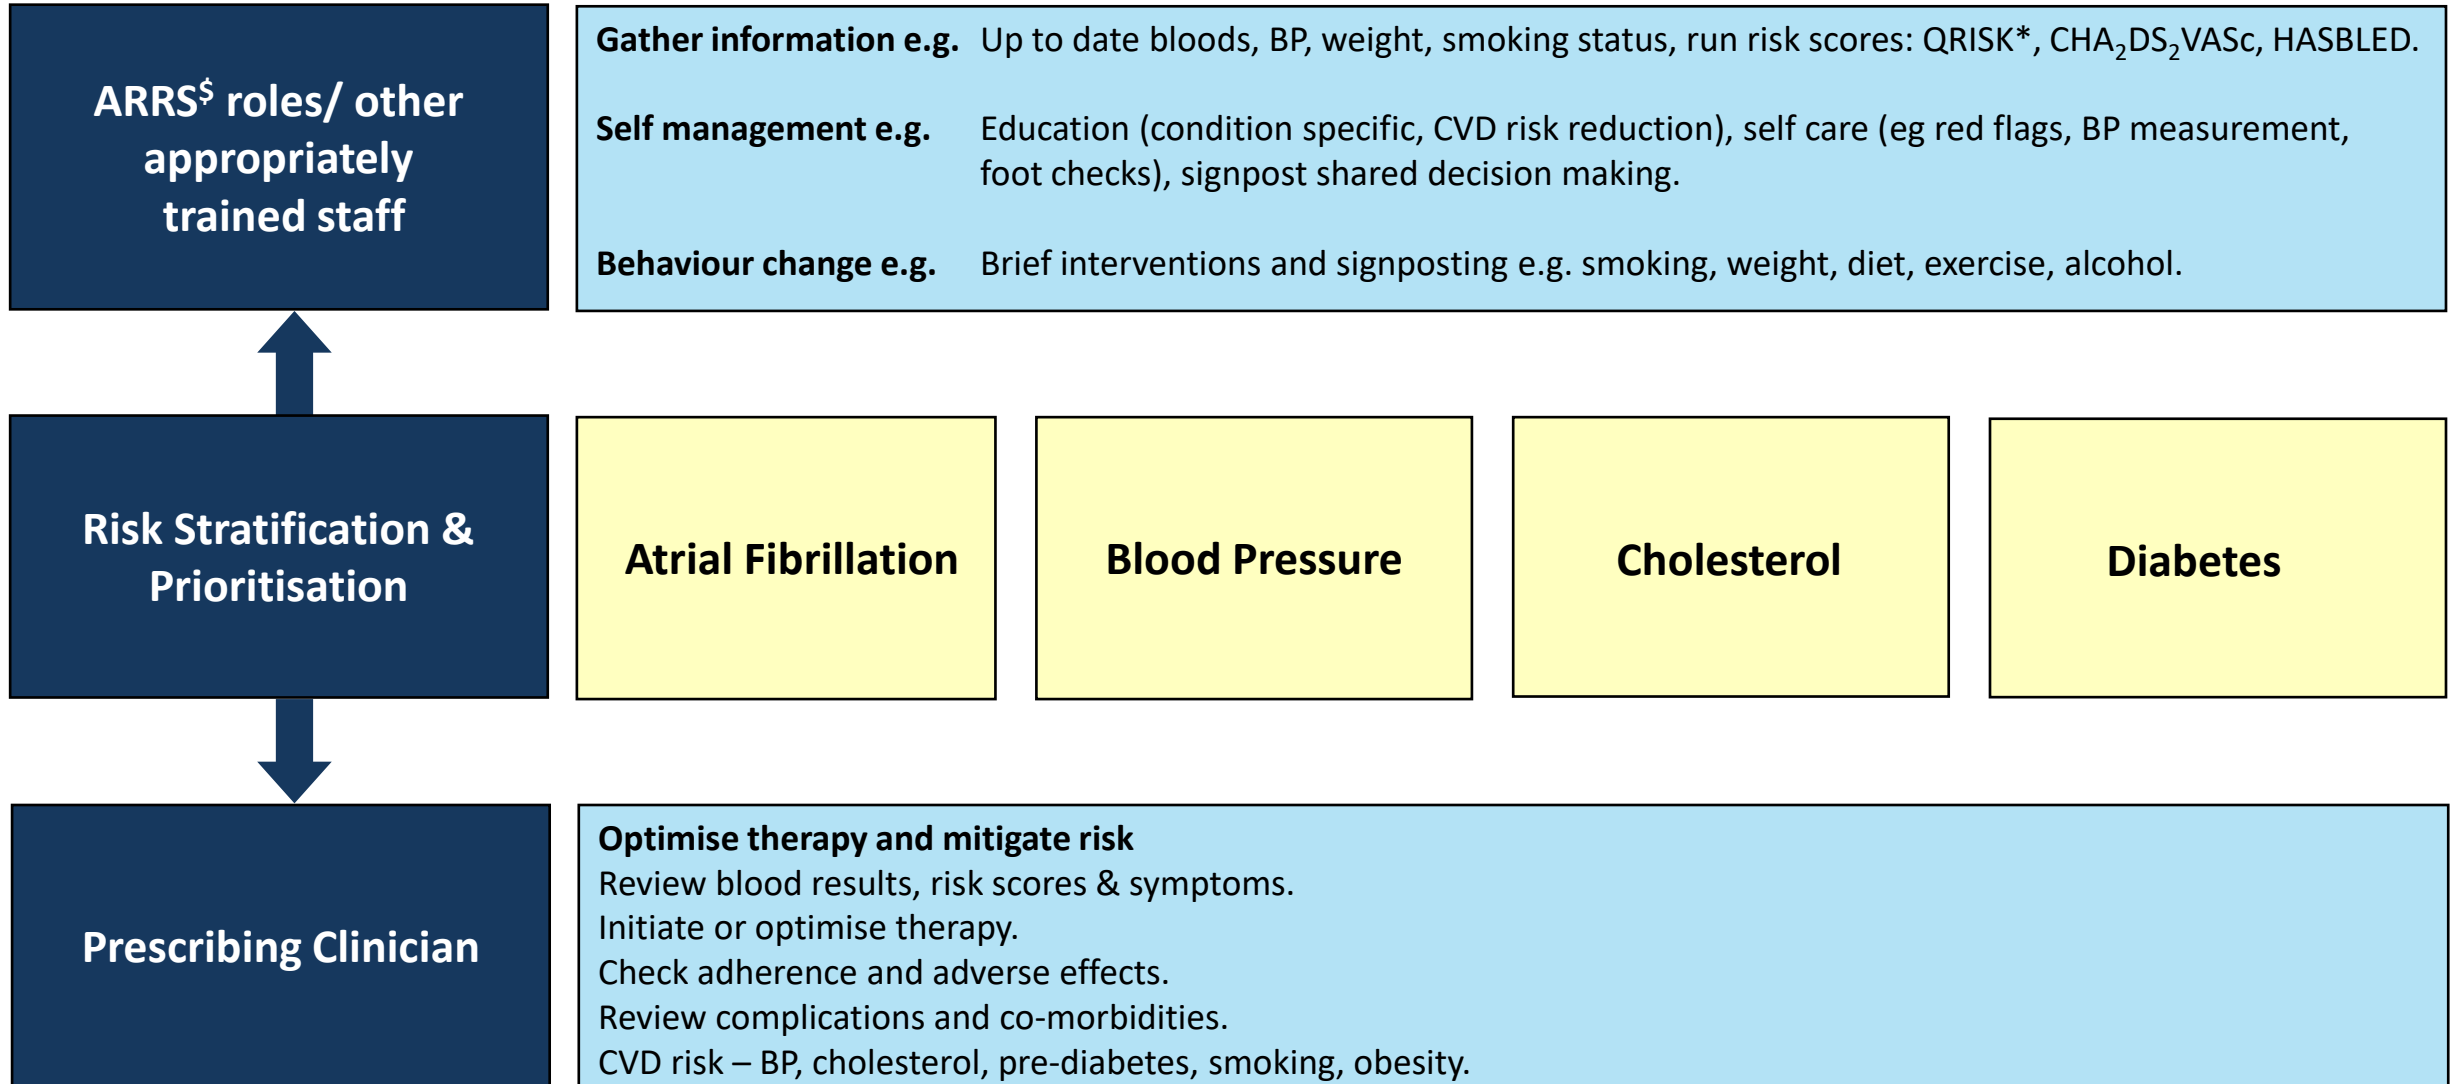 ARRS$ roles/ other
appropriately
trained staff
Gather information e.g. Up to date bloods, BP, weight, smoking status, run risk scores: QRISK*, CHA₂DS₂VASc, HASBLED.
Self management e.g. Education (condition specific, CVD risk reduction), self care (eg red flags, BP measurement,
foot checks), signpost shared decision making.
Behaviour change e.g. Brief interventions and signposting e.g. smoking, weight, diet, exercise, alcohol.
Risk Stratification &
Prioritisation
Atrial Fibrillation
Blood Pressure
Cholesterol
Diabetes
Prescribing Clinician
Optimise therapy and mitigate risk
Review blood results, risk scores & symptoms.
Initiate or optimise therapy.
Check adherence and adverse effects.
Review complications and co-morbidities.
CVD risk – BP, cholesterol, pre-diabetes, smoking, obesity.